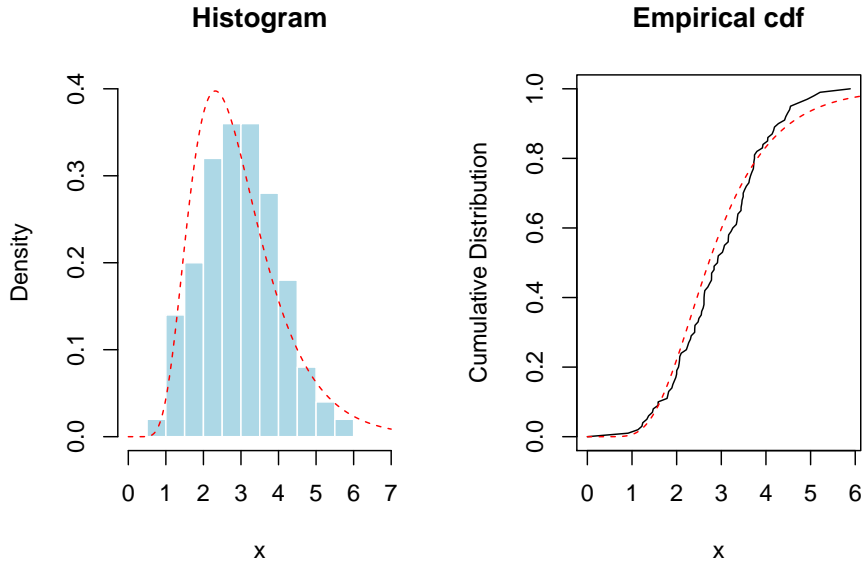 Histogram
Density
0.0 0.1 0.2 0.3 0.4
0 1 2 3 4 5 6 7
x
Empirical cdf
Cumulative Distribution
0.0 0.2 0.4 0.6 0.8 1.0
0 1 2 3 4 5 6
x